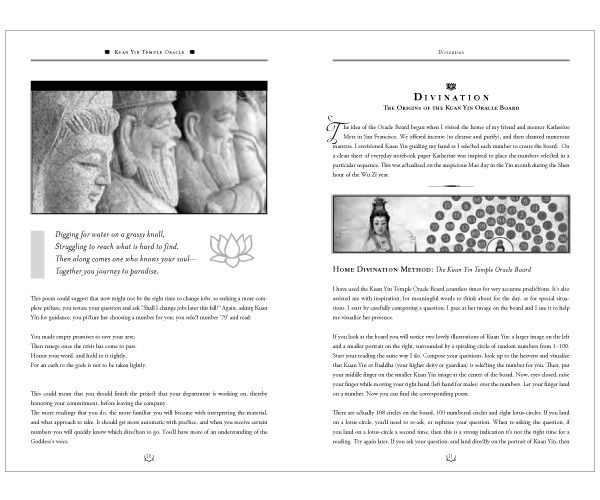 Kuan Yin Temple Oracle
Digging for water on a grassy knoll,
Struggling to reach what is hard to find.
Then along comes one who knows your soul—
Together you journey to paradise.
This poem could suggest that now might not be the right time to change jobs, so seeking a more com-
plete picture, you restate your question and ask “Shall I change jobs later this fall?” Again, asking Kuan
Yin for guidance, you picture her choosing a number for you; you select number ‘79’ and read:
You made empty promises to save your arse,
Then renege once the crisis has come to pass.
Honor your word, and hold to it tightly,
For an oath to the gods is not to be taken lightly.
This could mean that you should finish the project that your department is working on, thereby
honoring your commitment, before leaving the company.
The more readings that you do, the more familiar you will become with interpreting the material,
and what approach to take. It should get more automatic with practice, and when you receive certain
numbers you will quickly know which direction to go. You'll have more of an understanding of the
Goddess's voice.
Divination
Divination
The Origins of the Kuan Yin Oracle Board
The idea of the Oracle Board began when I visited the home of my friend and mentor Katherine
Metz in San Francisco. We offered incense (to cleanse and purify), and then chanted numerous
mantras. I envisioned Kuan Yin guiding my hand as I selected each number to create the board. On
a clean sheet of everyday notebook paper Katherine was inspired to place the numbers selected in a
particular sequence. This was actualized on the auspicious Mao day in the Yin month during the Shen
hour of the Wu Zi year.
Home Divination Method: The Kuan Yin Temple Oracle Board
I have used the Kuan Yin Temple Oracle Board countless times for very accurate predictions. It's also
assisted me with inspiration, for meaningful words to think about for the day, or for special situa-
tions. I start by carefully composing a question. I gaze at her image on the board and I use it to help
me visualize her presence.
If you look at the board you will notice two lovely illustrations of Kuan Yin: a larger image on the left
and a smaller portrait on the right, surrounded by a spiraling circle of random numbers from 1–100.
Start your reading the same way I do. Compose your questions, look up to the heavens and visualize
that Kuan Yin or Buddha (your higher deity or guardian) is selecting the number for you. Then, put
your middle finger on the smaller Kuan Yin image at the center of the board. Now, eyes closed, raise
your finger while moving your right hand (left hand for males) over the numbers. Let your finger land
on a number. Now you can find the corresponding poem.
There are actually 108 circles on the board. 100 numbered-circles and eight lotus-circles. If you land
on a lotus-circle, you'll need to re-ask, or rephrase your question. When re-asking the question, if
you land on a lotus-circle a second time, then this is a strong indication it's not the right time for a
reading. Try again later. If you ask your question, and land directly on the portrait of Kuan Yin, then